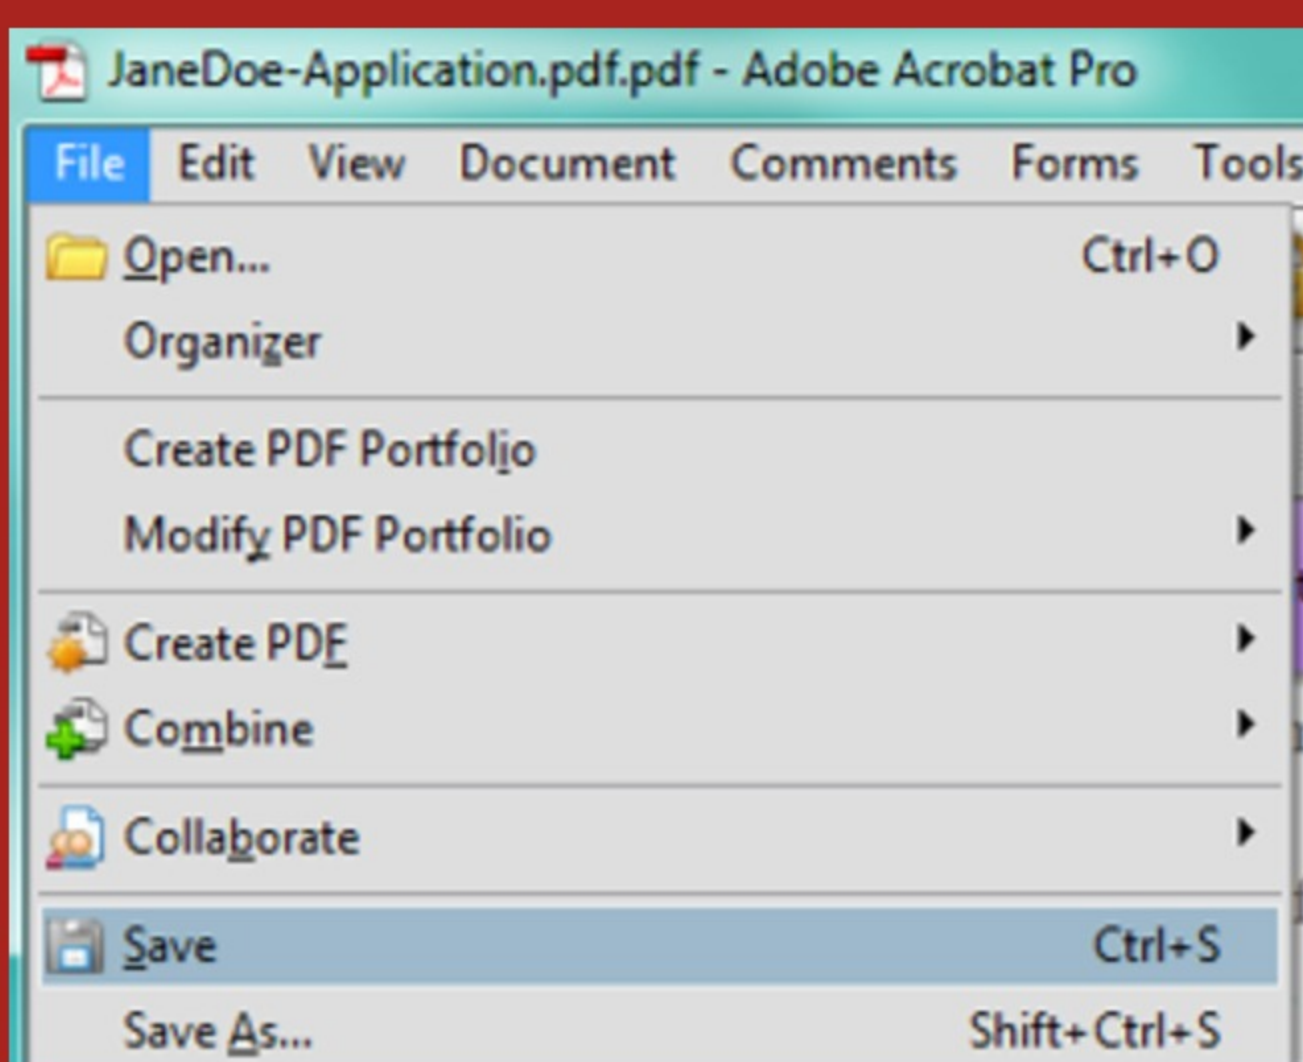 JaneDoe-Application.pdf.pdf - Adobe Acrobat Pro
File Edit View Document Comments Forms Tools
Open... Ctrl+O
Organizer
Create PDF Portfolio
Modify PDF Portfolio
Create PDF
Combine
Collaborate
Save Ctrl+S
Save As... Shift+Ctrl+S